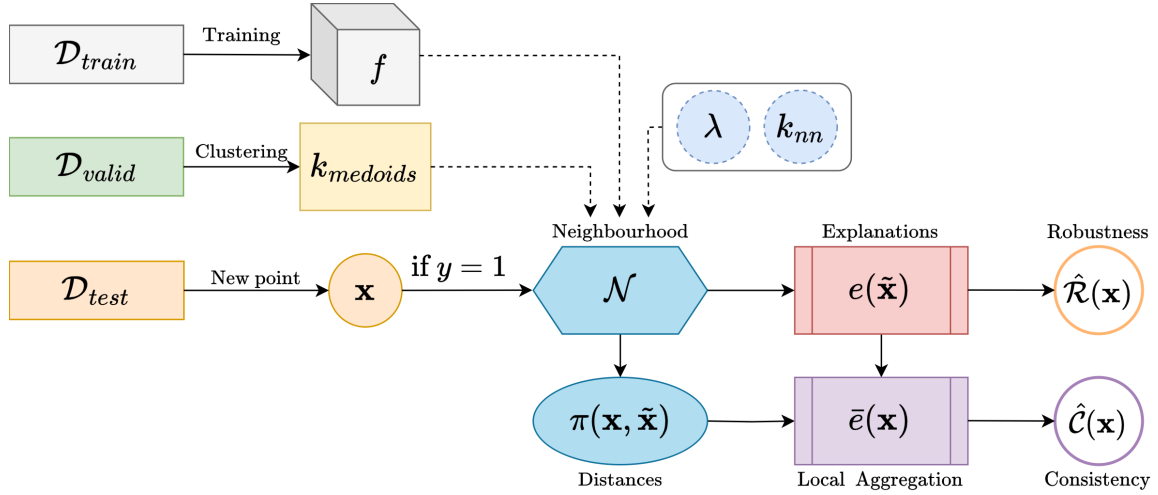 𝒟_train
Training
f
λ
k_nn
𝒟_valid
Clustering
k_medoids
Neighbourhood
Explanations
Robustness
𝒟_test
New point
𝐱
if y = 1
𝒩
e(𝐱̃)
ℛ̂(𝐱)
π(𝐱, 𝐱̃)
ē(𝐱)
𝒞̂(𝐱)
Distances
Local Aggregation
Consistency